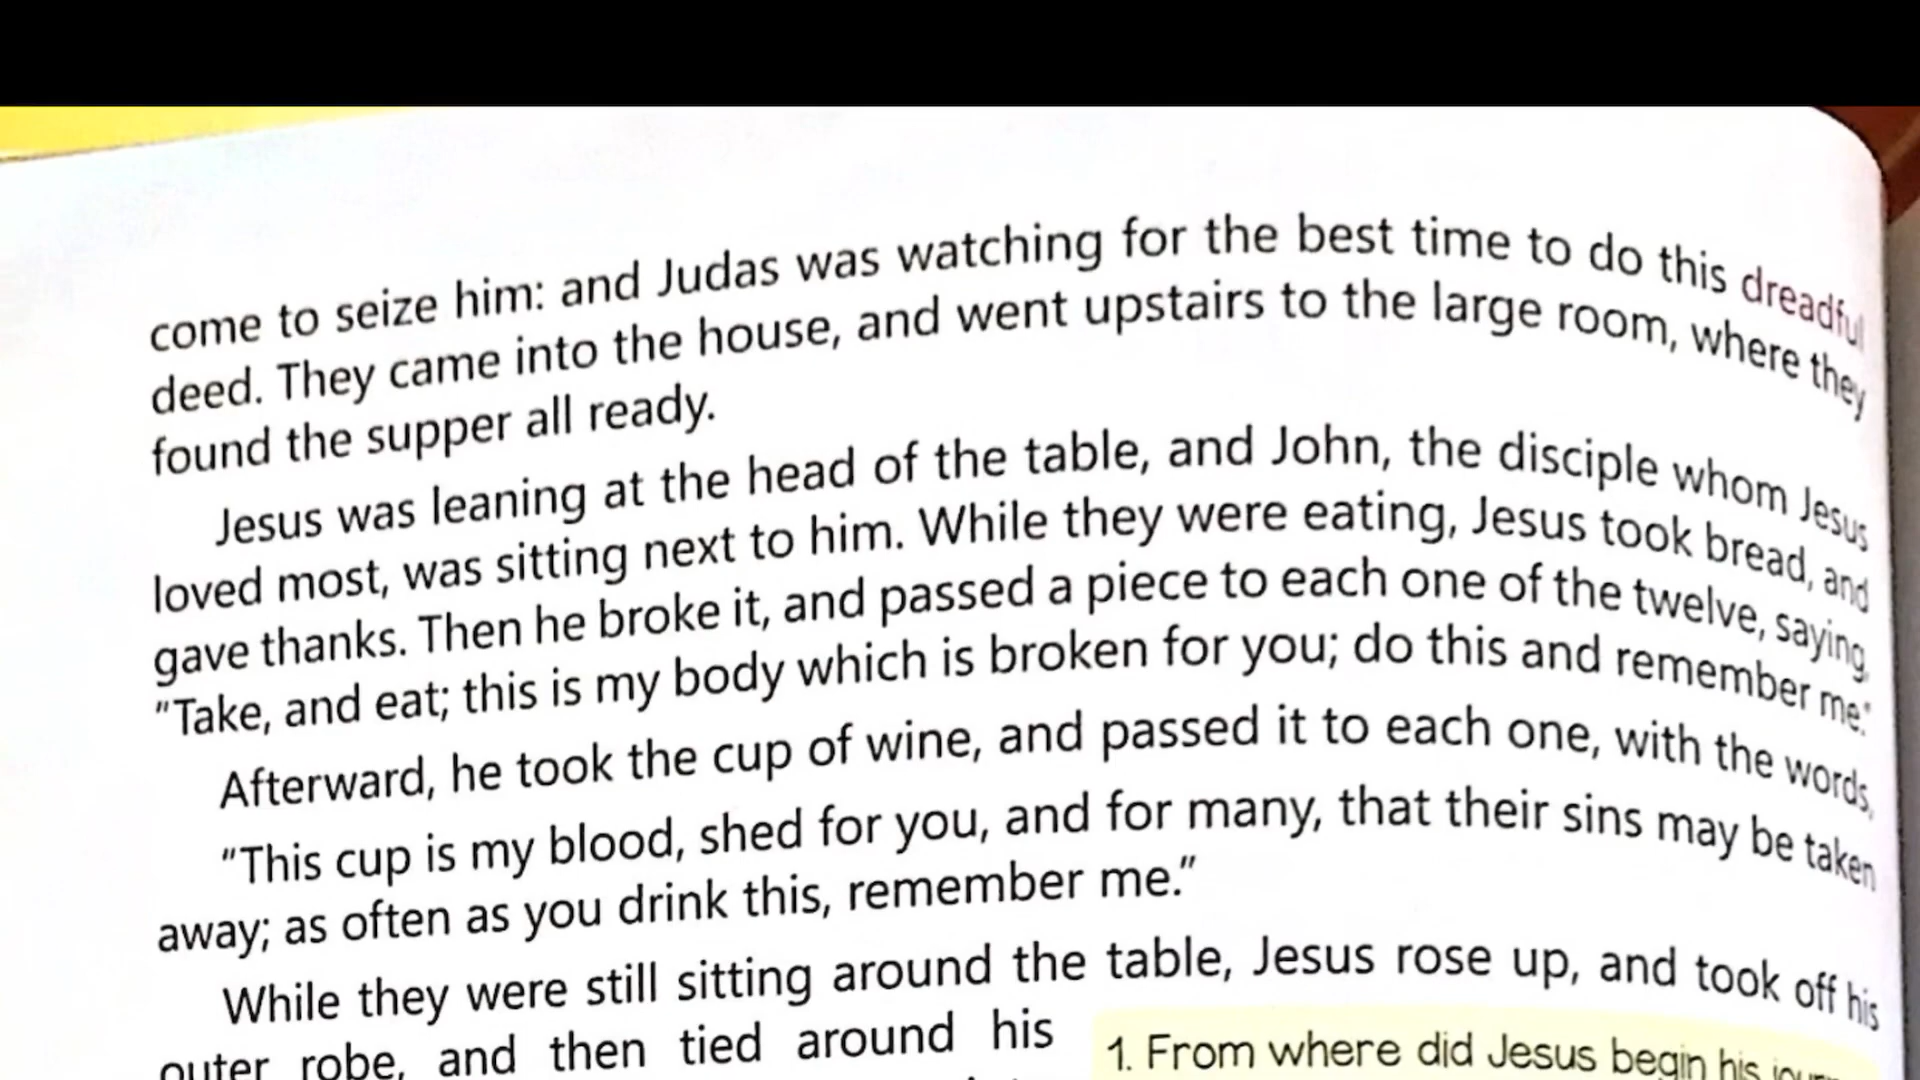 come to seize him: and Judas was watching for the best time to do this dreadful
deed. They came into the house, and went upstairs to the large room, where they
found the supper all ready.
Jesus was leaning at the head of the table, and John, the disciple whom Jesus
loved most, was sitting next to him. While they were eating, Jesus took bread, and
gave thanks. Then he broke it, and passed a piece to each one of the twelve, saying,
"Take, and eat; this is my body which is broken for you; do this and remember me."
Afterward, he took the cup of wine, and passed it to each one, with the words,
"This cup is my blood, shed for you, and for many, that their sins may be taken
away; as often as you drink this, remember me."
While they were still sitting around the table, Jesus rose up, and took off his
outer robe, and then tied around his
1. From where did Jesus begin his